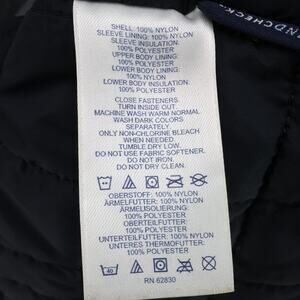 NDCHECK
SHELL: 100% NYLON
SLEEVE LINING: 100% NYLON
SLEEVE INSULATION:
100% POLYESTER
UPPER BODY LINING:
100% POLYESTER
LOWER BODY LINING:
100% NYLON
LOWER BODY INSULATION:
100% POLYESTER
CLOSE FASTENERS.
TURN INSIDE OUT.
MACHINE WASH WARM NORMAL.
WASH DARK COLORS
SEPARATELY.
ONLY NON-CHLORINE BLEACH
WHEN NEEDED.
TUMBLE DRY LOW.
DO NOT USE FABRIC SOFTENER.
DO NOT IRON.
DO NOT DRY CLEAN.
OBERSTOFF: 100% NYLON
ÄRMELFUTTER: 100% NYLON
ÄRMELISOLIERUNG:
100% POLYESTER
OBERTEILFUTTER:
100% POLYESTER
UNTERTEILFUTTER: 100% NYLON
UNTERES THERMOFUTTER:
100% POLYESTER
40
RN 62830